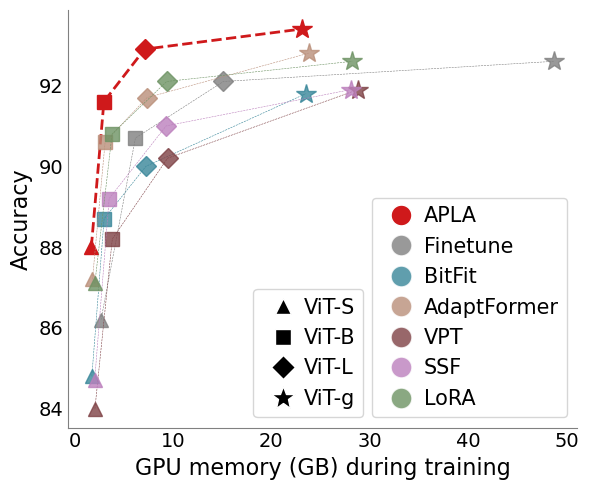 Accuracy
92
90
88
86
84
0 10 20 30 40 50
GPU memory (GB) during training
ViT-S
ViT-B
ViT-L
ViT-g
APLA
Finetune
BitFit
AdaptFormer
VPT
SSF
LoRA